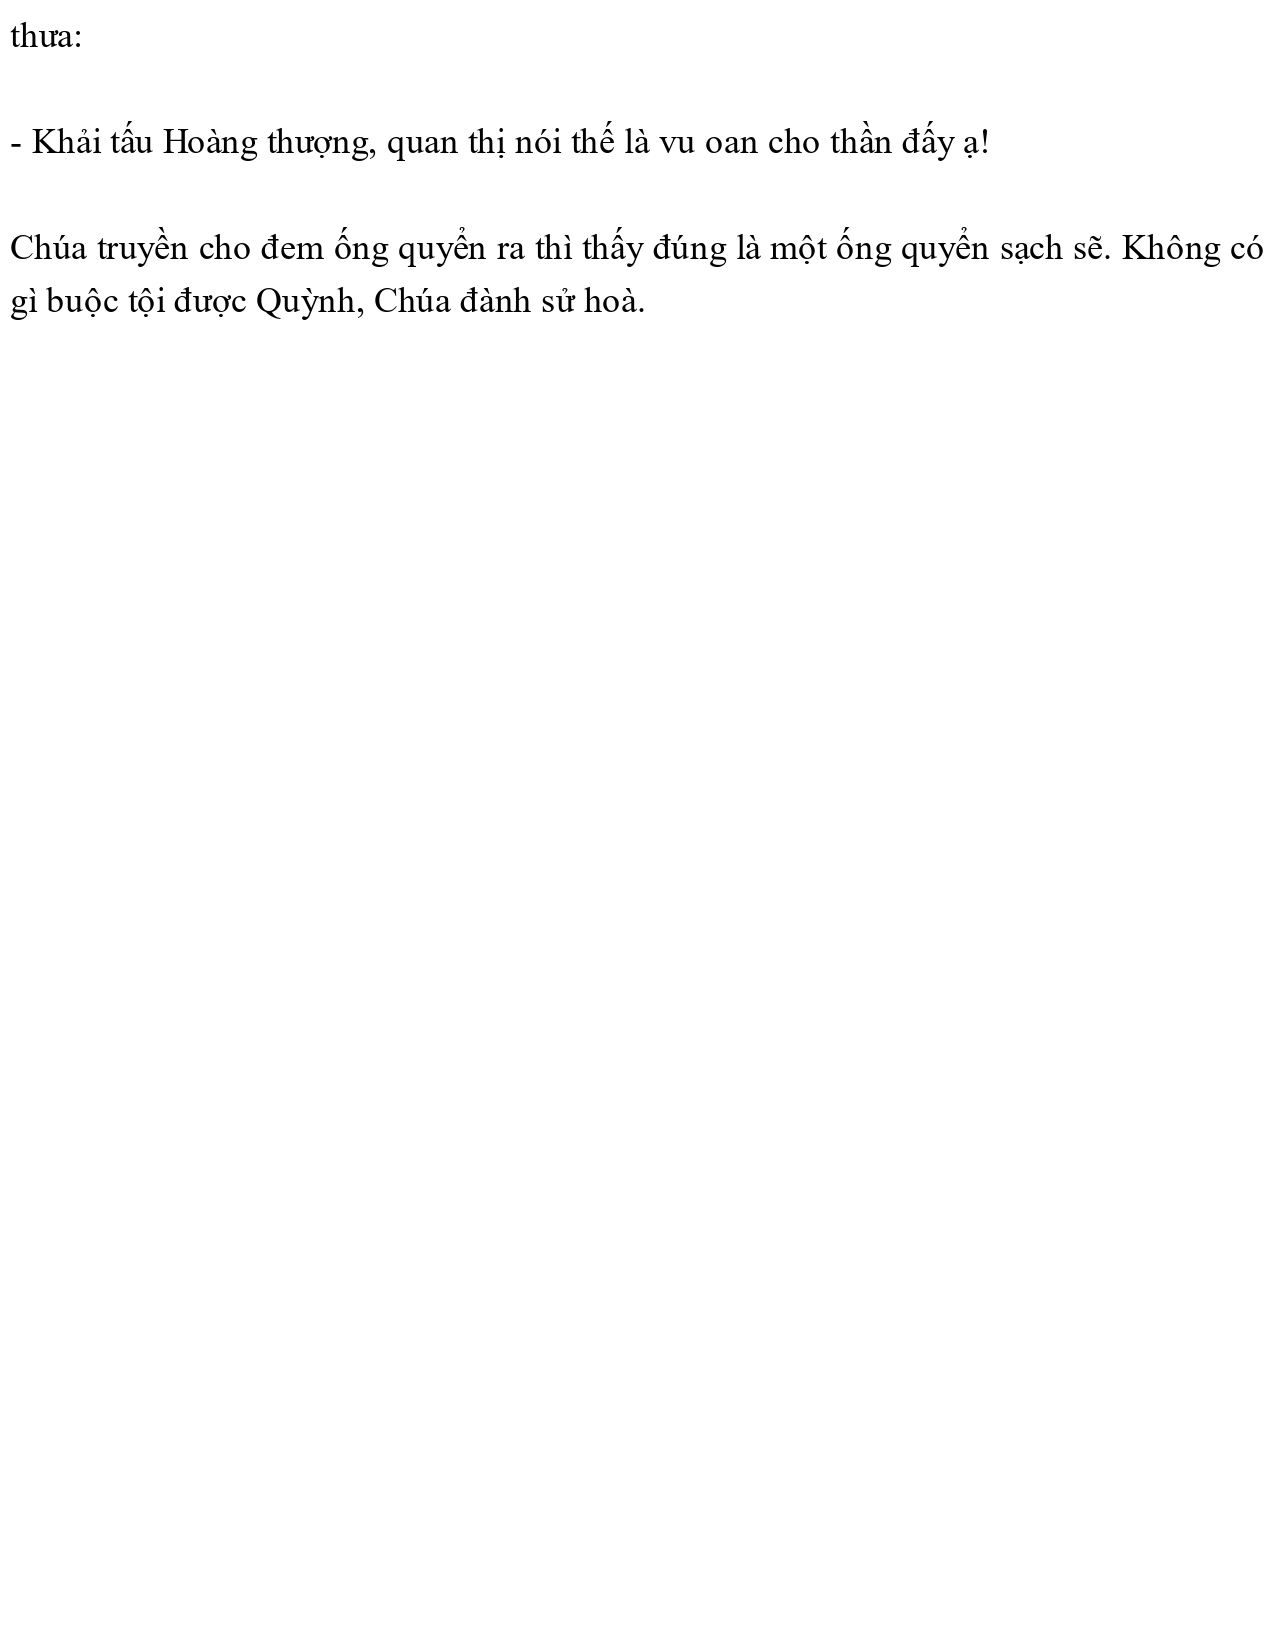 thưa:
- Khải tấu Hoàng thượng, quan thị nói thế là vu oan cho thần đấy ạ!
Chúa truyền cho đem ống quyển ra thì thấy đúng là một ống quyển sạch sẽ. Không có
gì buộc tội được Quỳnh, Chúa đành sử hoà.